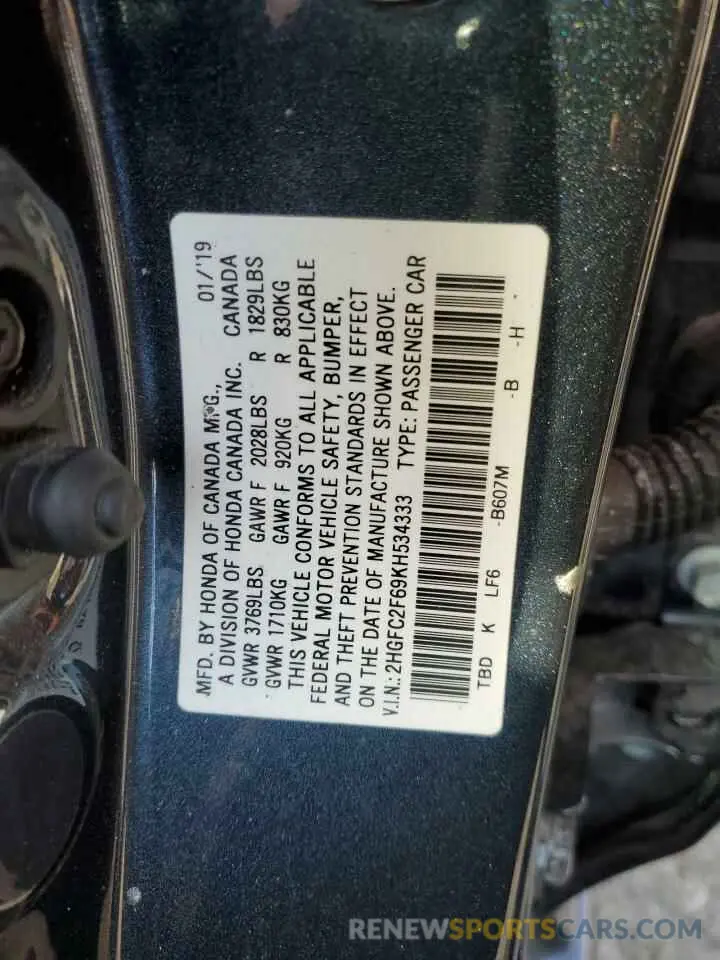 MFD. BY HONDA OF CANADA MFG., 01/'19
A DIVISION OF HONDA CANADA INC. CANADA
GVWR 3769LBS GAWR F 2028LBS R 1829LBS
GVWR 1710KG GAWR F 920KG R 830KG
THIS VEHICLE CONFORMS TO ALL APPLICABLE
FEDERAL MOTOR VEHICLE SAFETY, BUMPER,
AND THEFT PREVENTION STANDARDS IN EFFECT
ON THE DATE OF MANUFACTURE SHOWN ABOVE.
V.I.N.: 2HGFC2F69KH534333 TYPE: PASSENGER CAR
TBD K LF6 -B607M -B -H -
RENEWSPORTSCARS.COM